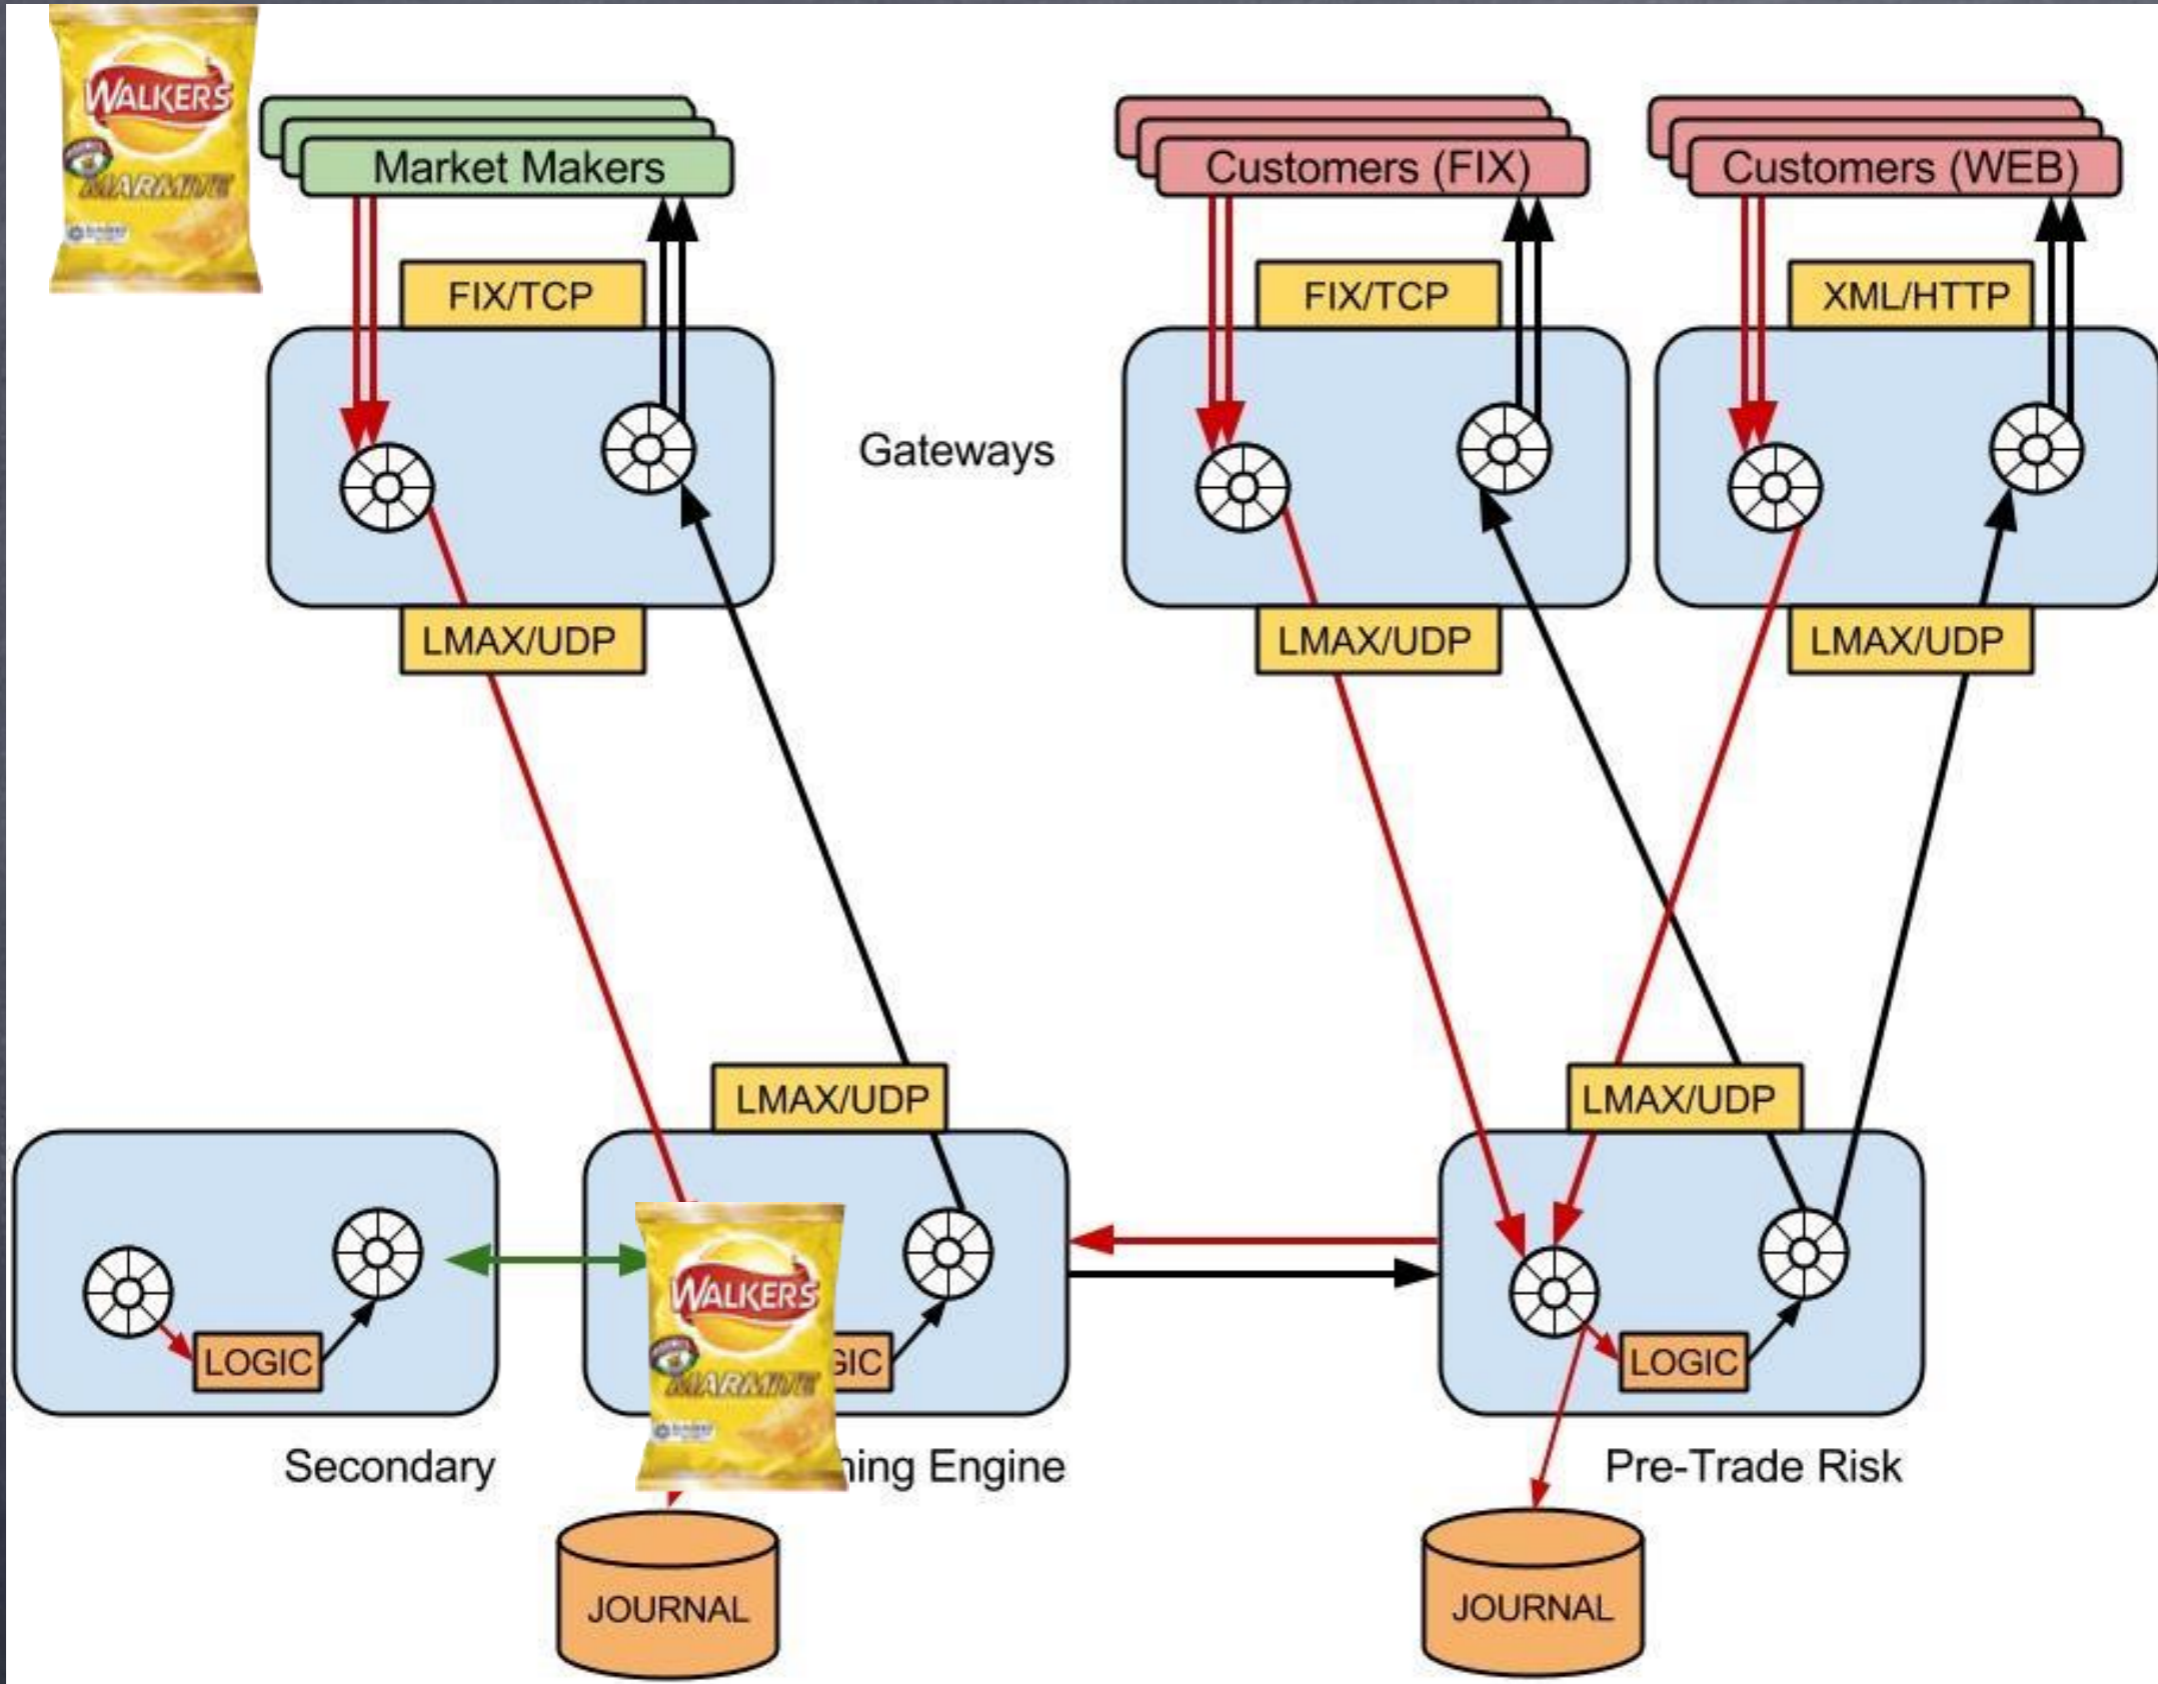 WALKERS
MARMITE
Market Makers
Customers (FIX)
Customers (WEB)
FIX/TCP
FIX/TCP
XML/HTTP
Gateways
LMAX/UDP
LMAX/UDP
LMAX/UDP
LMAX/UDP
LMAX/UDP
WALKERS
MARMITE
LOGIC
GIC
LOGIC
Secondary
hing Engine
Pre-Trade Risk
JOURNAL
JOURNAL